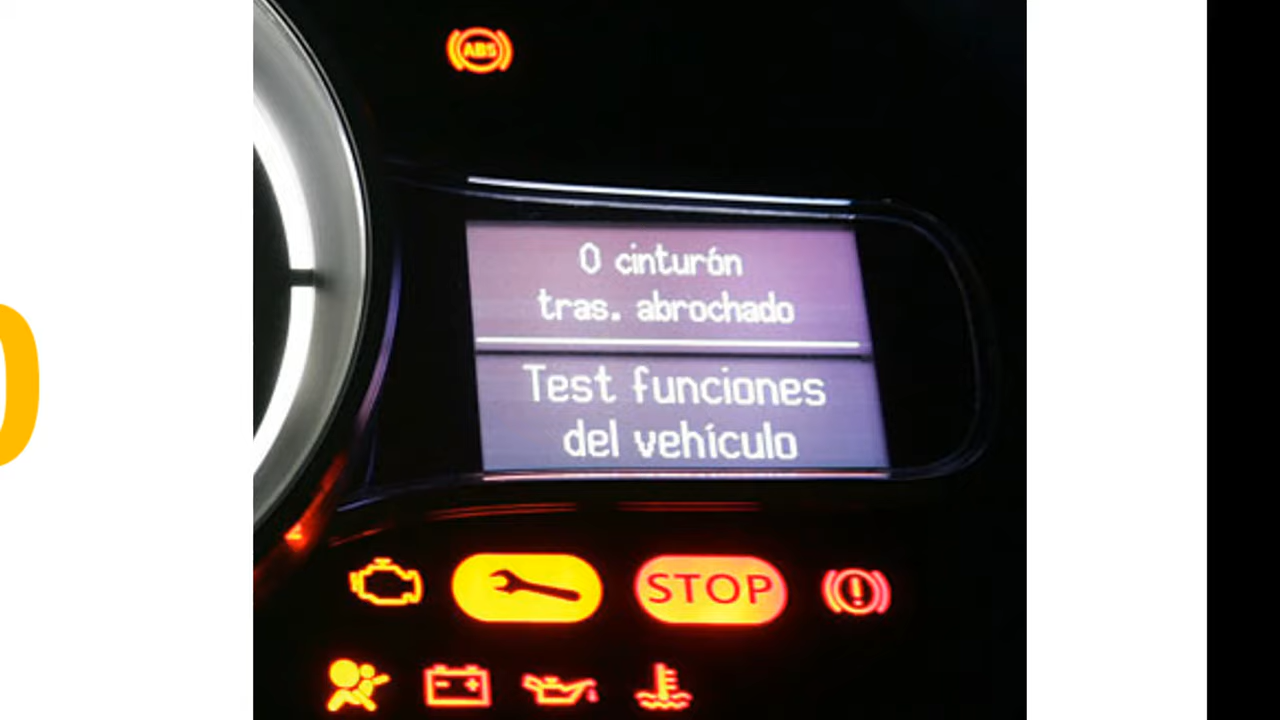 ABS
0 cinturón
tras. abrochado
Test funciones
del vehículo
STOP